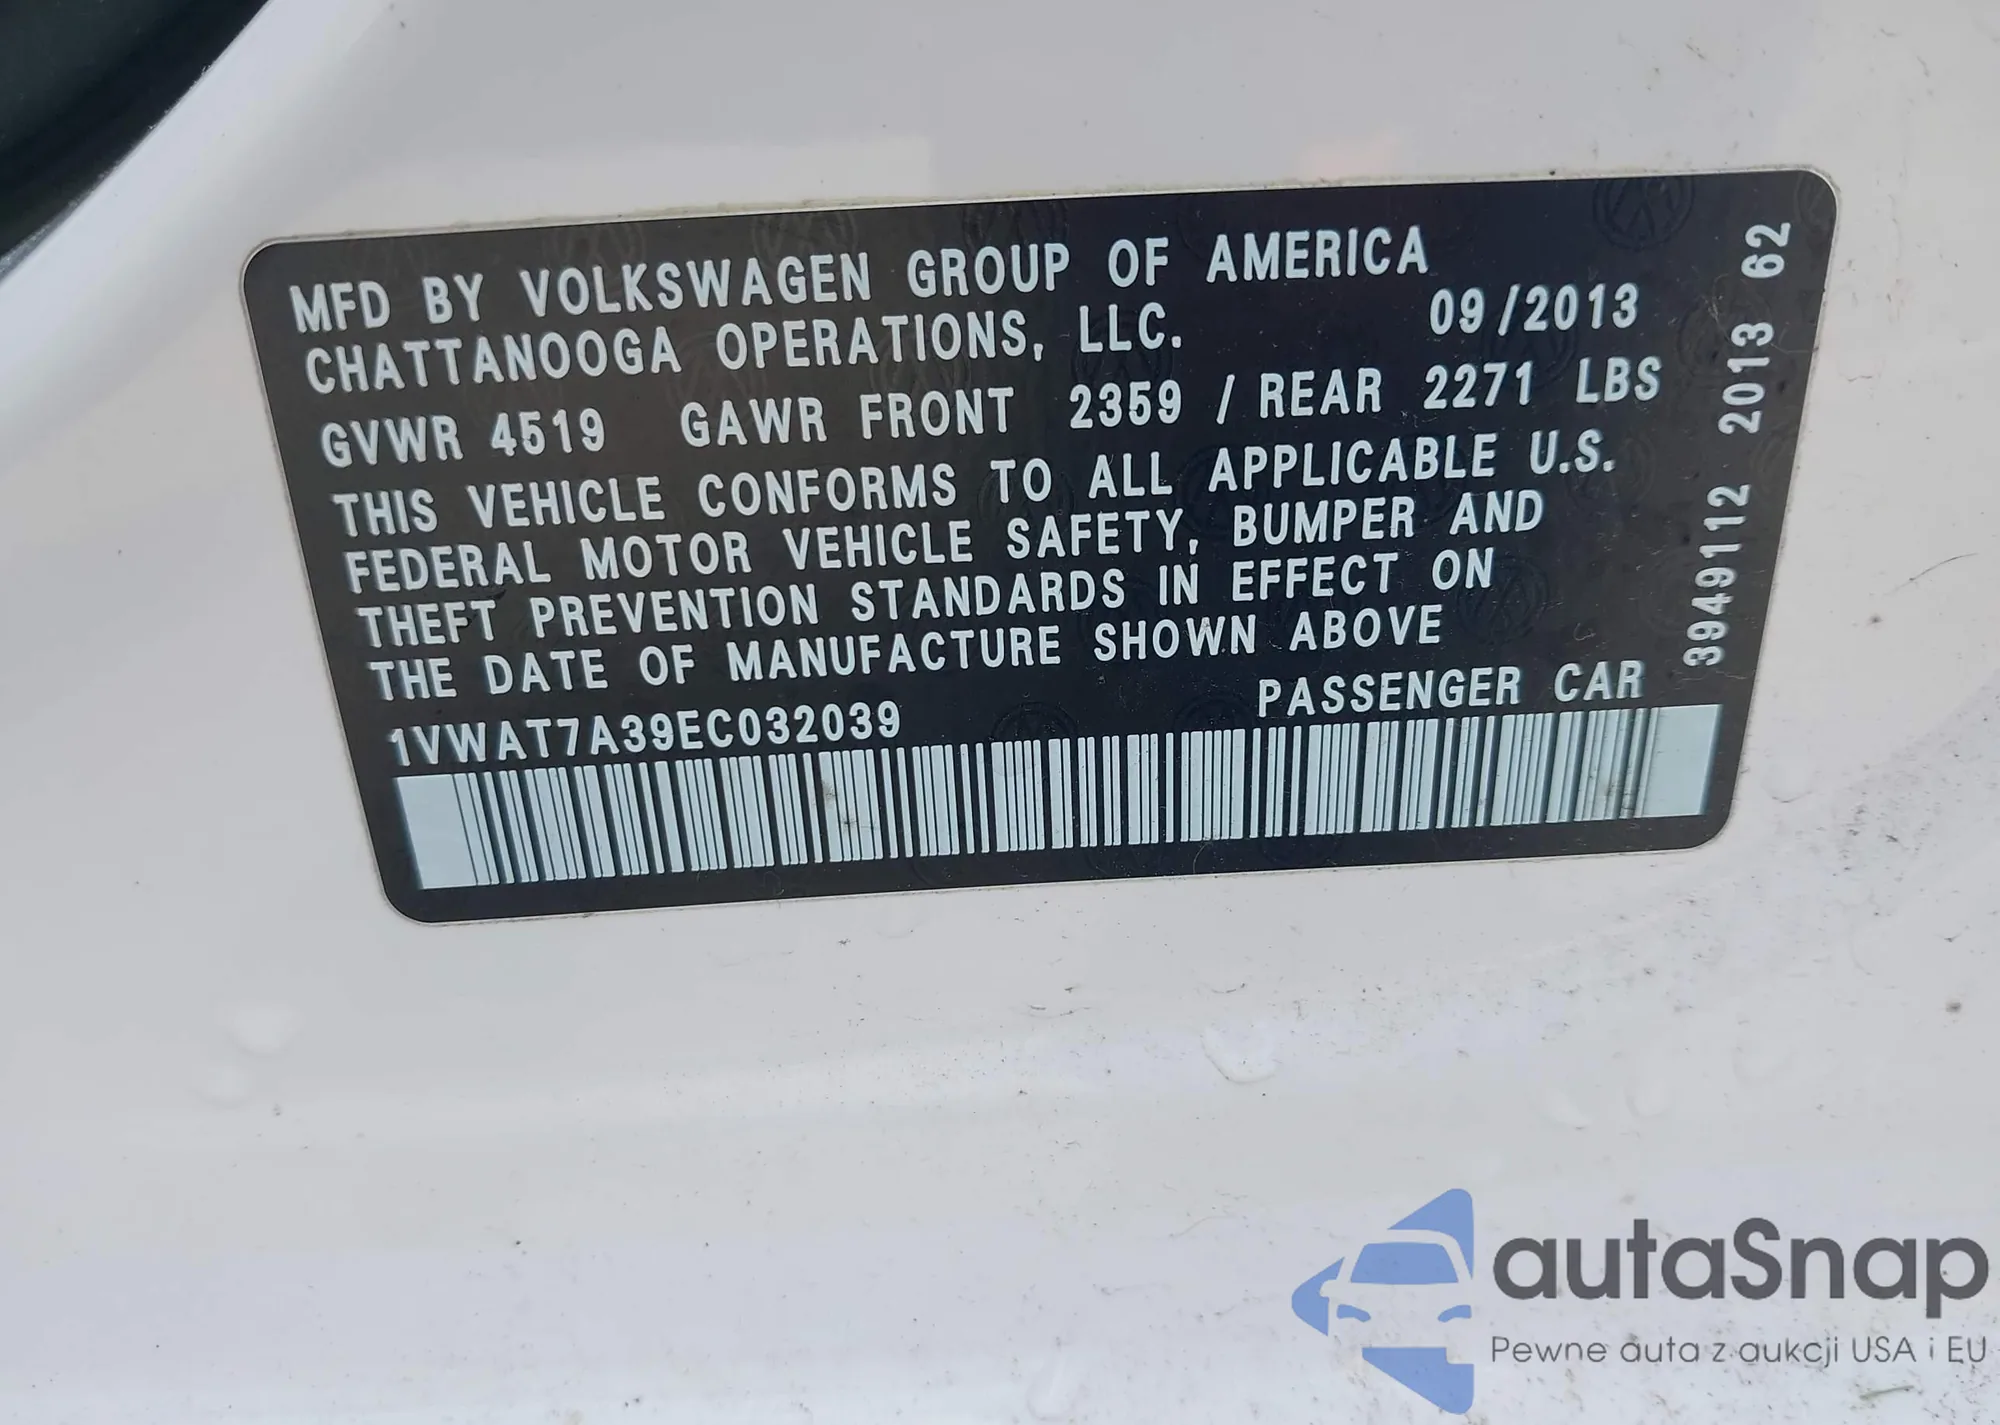 MFD BY VOLKSWAGEN GROUP OF AMERICA
CHATTANOOGA OPERATIONS, LLC. 09/2013
GVWR 4519 GAWR FRONT 2359 / REAR 2271 LBS
THIS VEHICLE CONFORMS TO ALL APPLICABLE U.S.
FEDERAL MOTOR VEHICLE SAFETY, BUMPER AND
THEFT PREVENTION STANDARDS IN EFFECT ON
THE DATE OF MANUFACTURE SHOWN ABOVE
1VWAT7A39EC032039 PASSENGER CAR
3949112 2013 62
autaSnap
Pewne auta z aukcji USA i EU